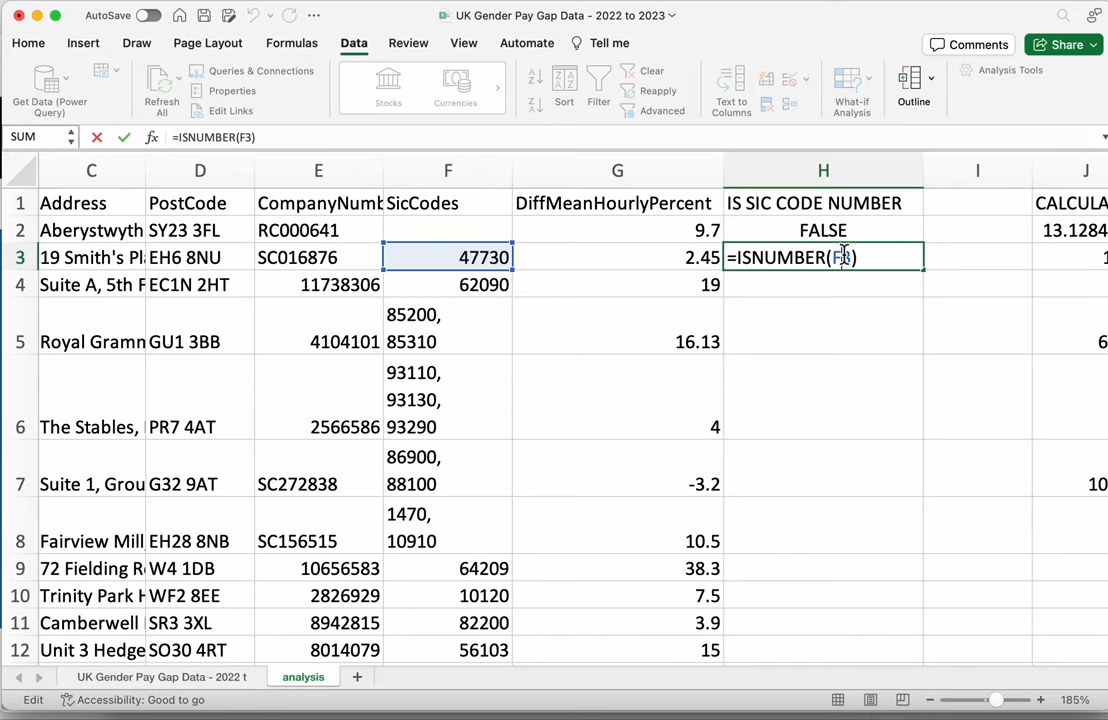 AutoSave
UK Gender Pay Gap Data - 2022 to 2023
Home Insert Draw Page Layout Formulas Data Review View Automate Tell me Comments Share
Get Data (Power Query)
Refresh All
Queries & Connections
Properties
Edit Links
Stocks
Currencies
Sort
Filter
Clear
Reapply
Advanced
Text to Columns
What-if Analysis
Outline
Analysis Tools
SUM fx =ISNUMBER(F3)
C D E F G H I J
1 Address PostCode CompanyNumb SicCodes DiffMeanHourlyPercent IS SIC CODE NUMBER CALCULA
2 Aberystwyth SY23 3FL RC000641 9.7 FALSE 13.1284
3 19 Smith's Pl EH6 8NU SC016876 47730 2.45 =ISNUMBER(F3) 1
4 Suite A, 5th F EC1N 2HT 11738306 62090 19
85200,
5 Royal Gramm GU1 3BB 4104101 85310 16.13 6
93110,
93130,
6 The Stables, PR7 4AT 2566586 93290 4
86900,
7 Suite 1, Grou G32 9AT SC272838 88100 -3.2 10
1470,
8 Fairview Mill EH28 8NB SC156515 10910 10.5
9 72 Fielding R W4 1DB 10656583 64209 38.3
10 Trinity Park H WF2 8EE 2826929 10120 7.5
11 Camberwell SR3 3XL 8942815 82200 3.9
12 Unit 3 Hedge SO30 4RT 8014079 56103 15
UK Gender Pay Gap Data - 2022 t analysis +
Edit Accessibility: Good to go 185%